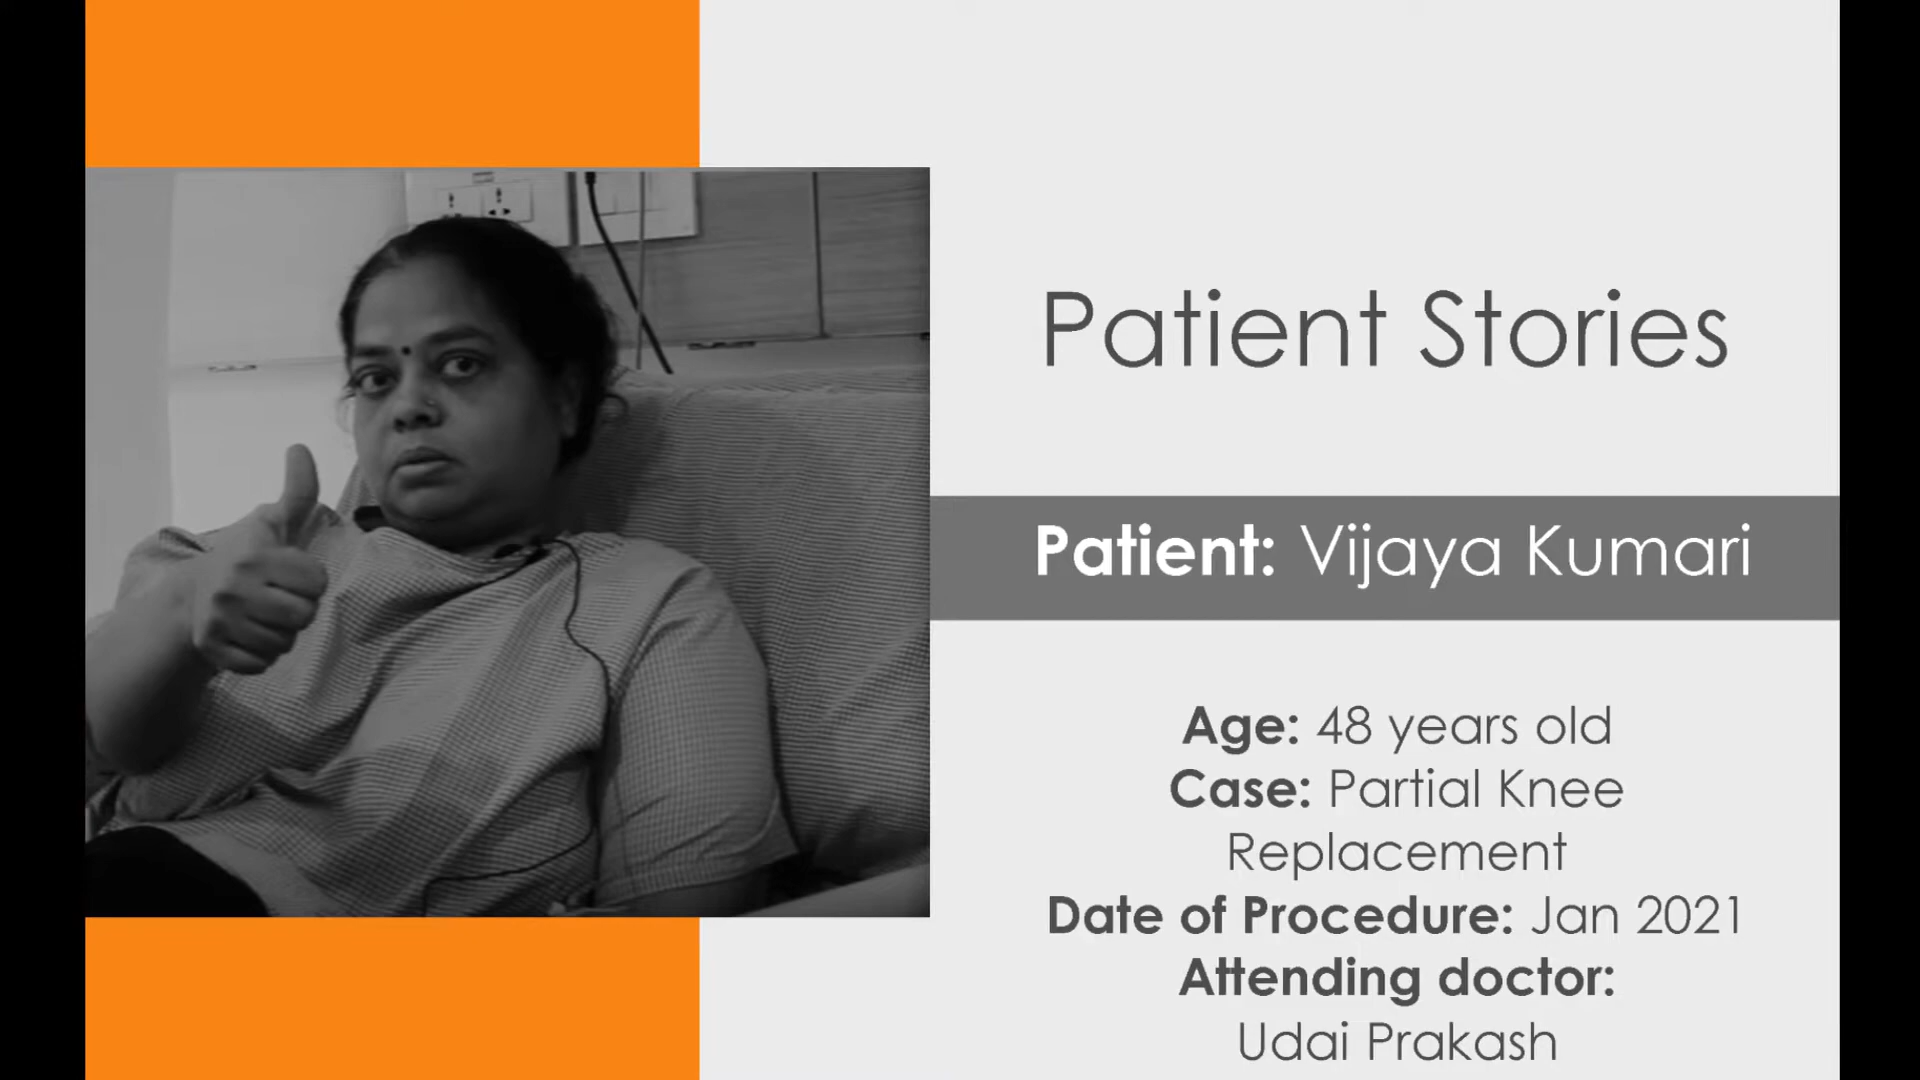 Patient Stories
Patient: Vijaya Kumari
Age: 48 years old
Case: Partial Knee
Replacement
Date of Procedure: Jan 2021
Attending doctor:
Udai Prakash